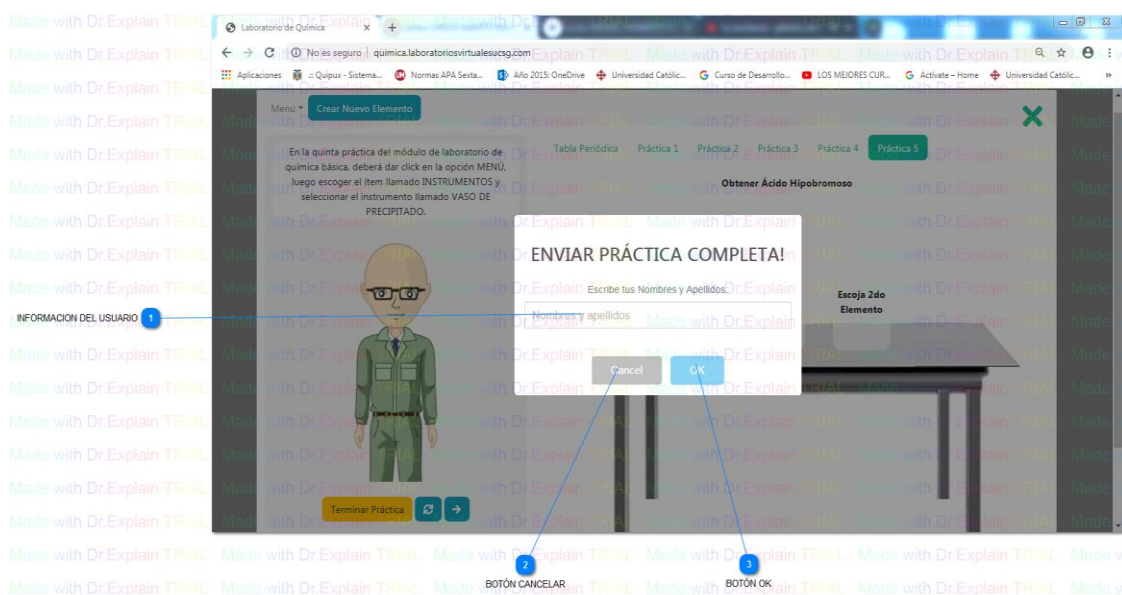 Laboratorio de Química
No es seguro | quimica.laboratoriosvirtualesucsg.com
Aplicaciones .: Quipux - Sistema... Normas APA Sexta... Año 2015: OneDrive Universidad Católic... Curso de Desarrollo... LOS MEJORES CUR... Activate – Home Universidad Católic... »
Menú Crear Nuevo Elemento
En la quinta práctica del módulo de laboratorio de
química básica, deberá dar click en la opción MENÚ,
luego escoger el ítem llamado INSTRUMENTOS y
seleccionar el instrumento llamado VASO DE
PRECIPITADO.
Tabla Periódica Práctica 1 Práctica 2 Práctica 3 Práctica 4 Práctica 5
Obtener Ácido Hipobromoso
ENVIAR PRÁCTICA COMPLETA!
Escribe tus Nombres y Apellidos:
Nombres y apellidos
Cancel OK
Escoja 2do
Elemento
INFORMACION DEL USUARIO 1
Terminar Práctica
2
BOTÓN CANCELAR
3
BOTÓN OK
Made with Dr.Explain TRIAL